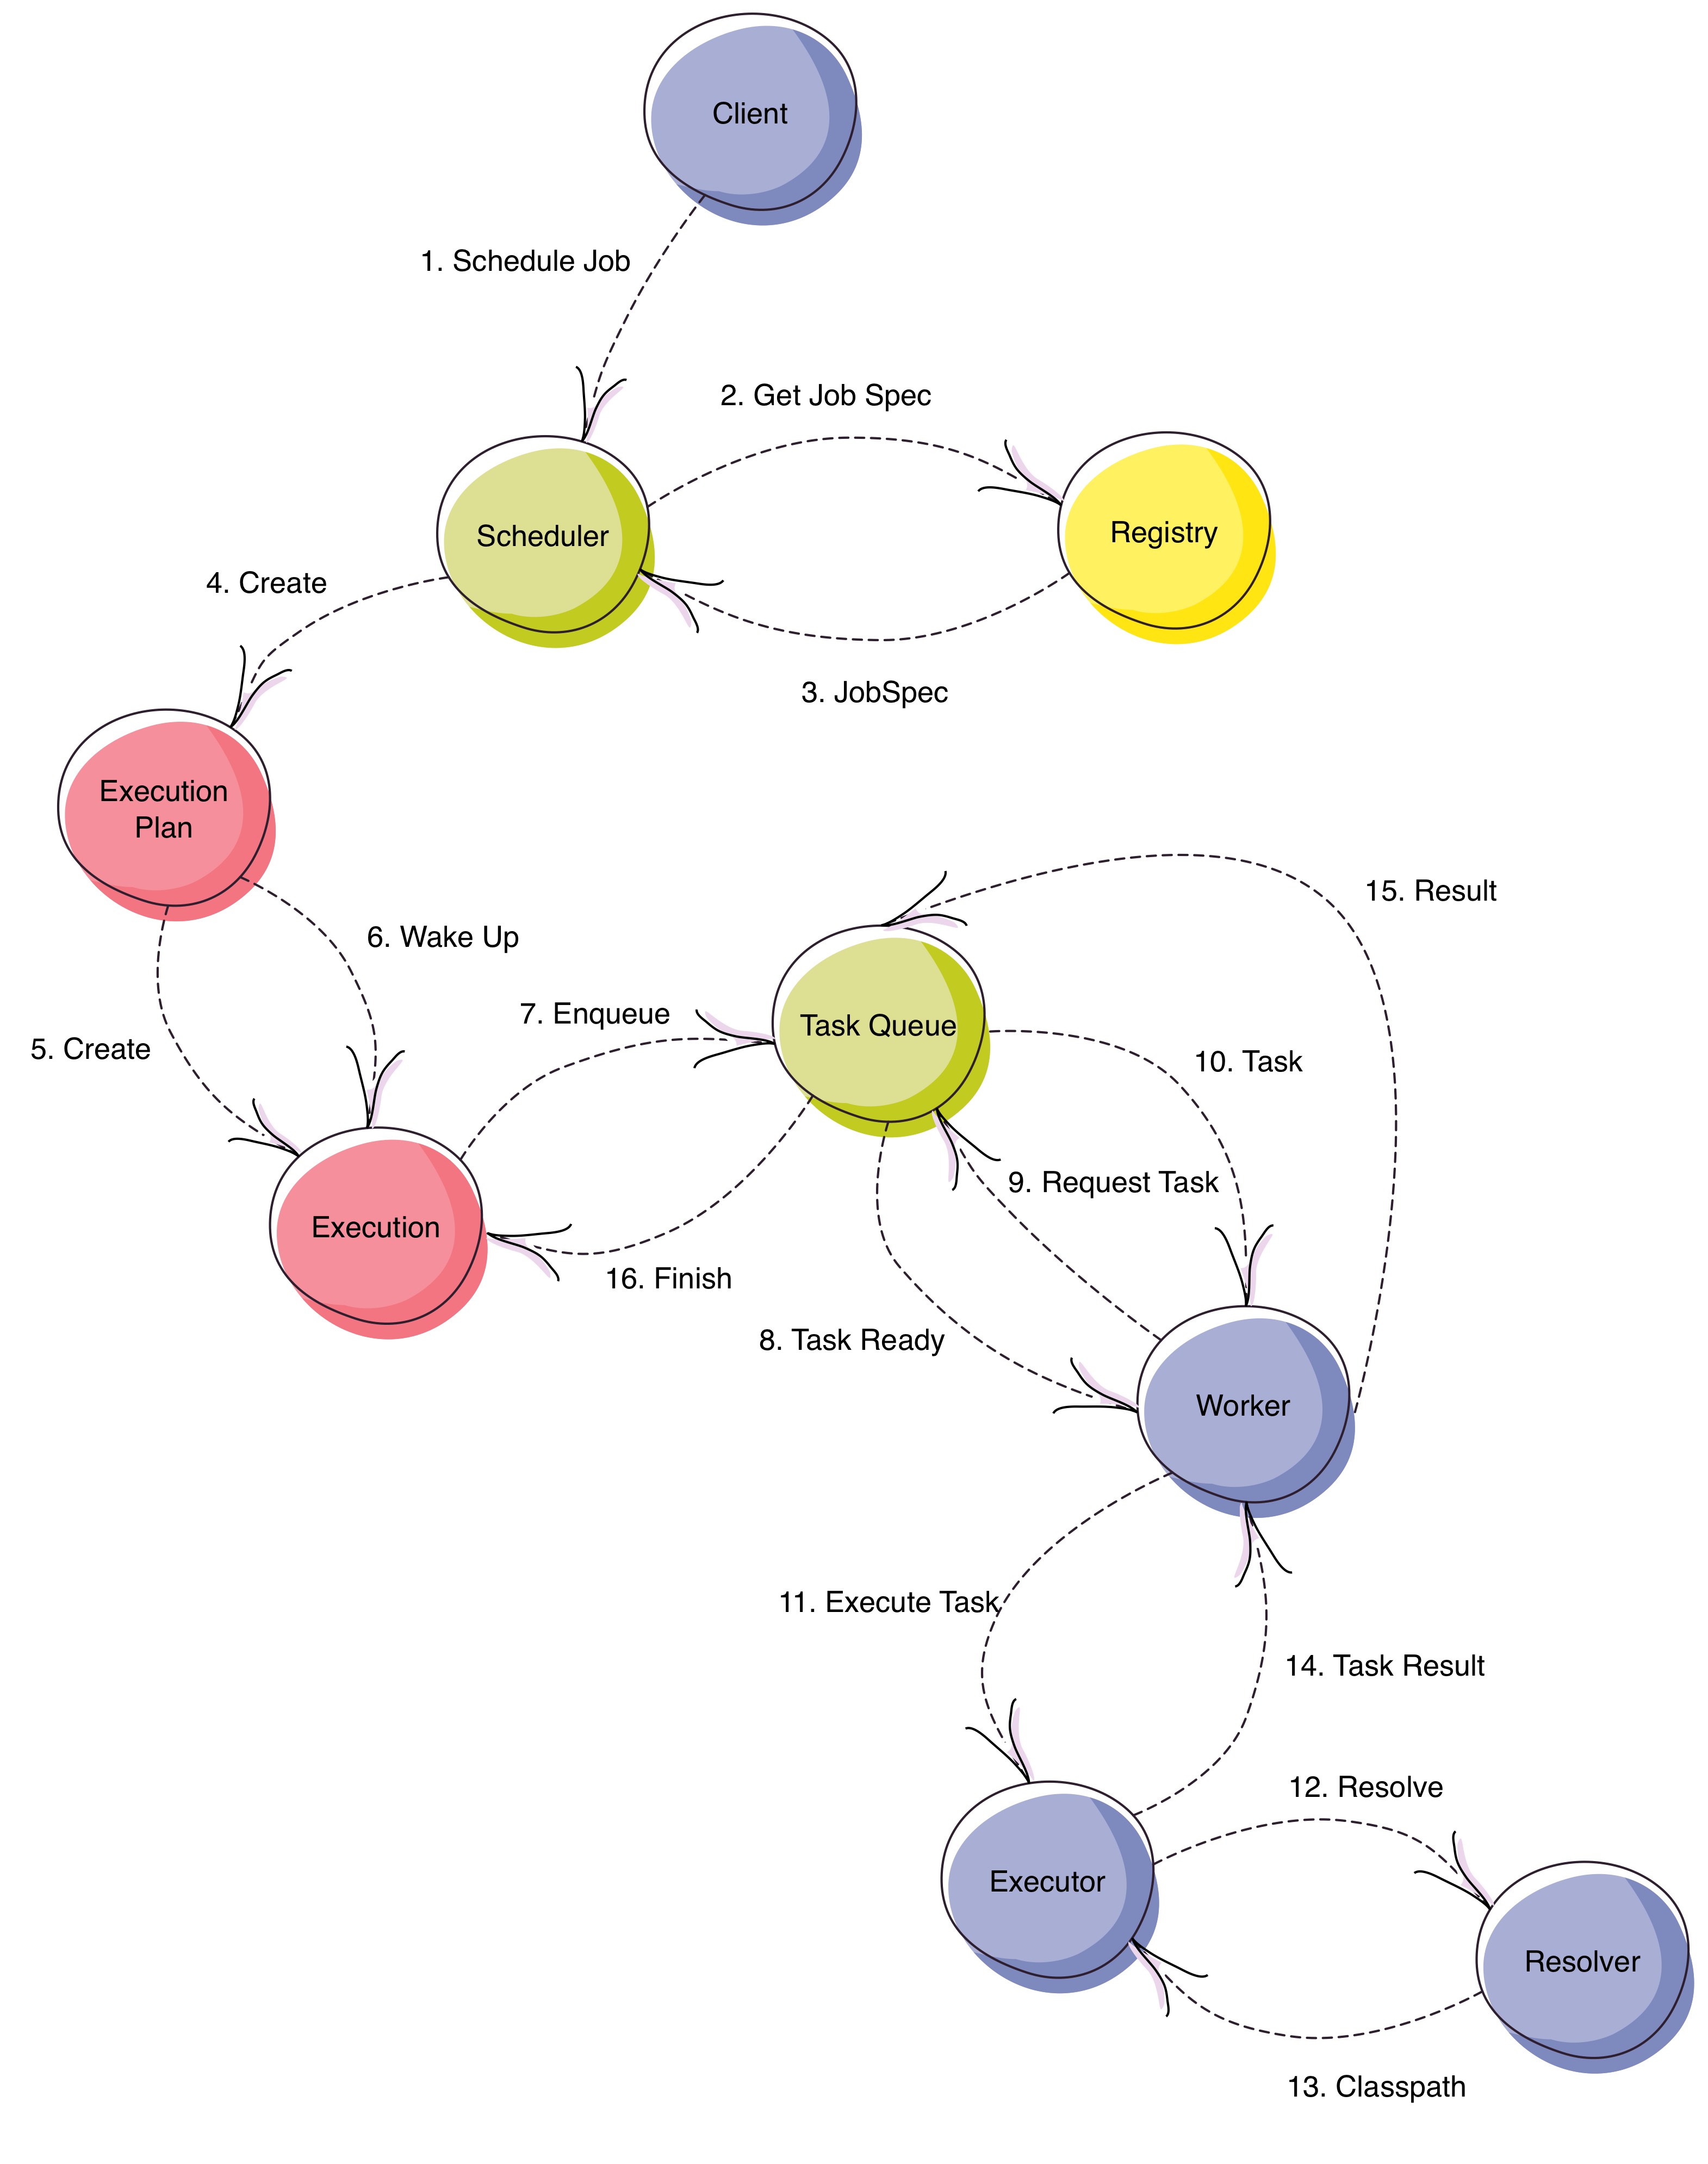 Client
1. Schedule Job
2. Get Job Spec
Scheduler
Registry
4. Create
3. JobSpec
Execution
Plan
15. Result
6. Wake Up
7. Enqueue
Task Queue
5. Create
10. Task
9. Request Task
Execution
16. Finish
8. Task Ready
Worker
11. Execute Task
14. Task Result
12. Resolve
Executor
Resolver
13. Classpath